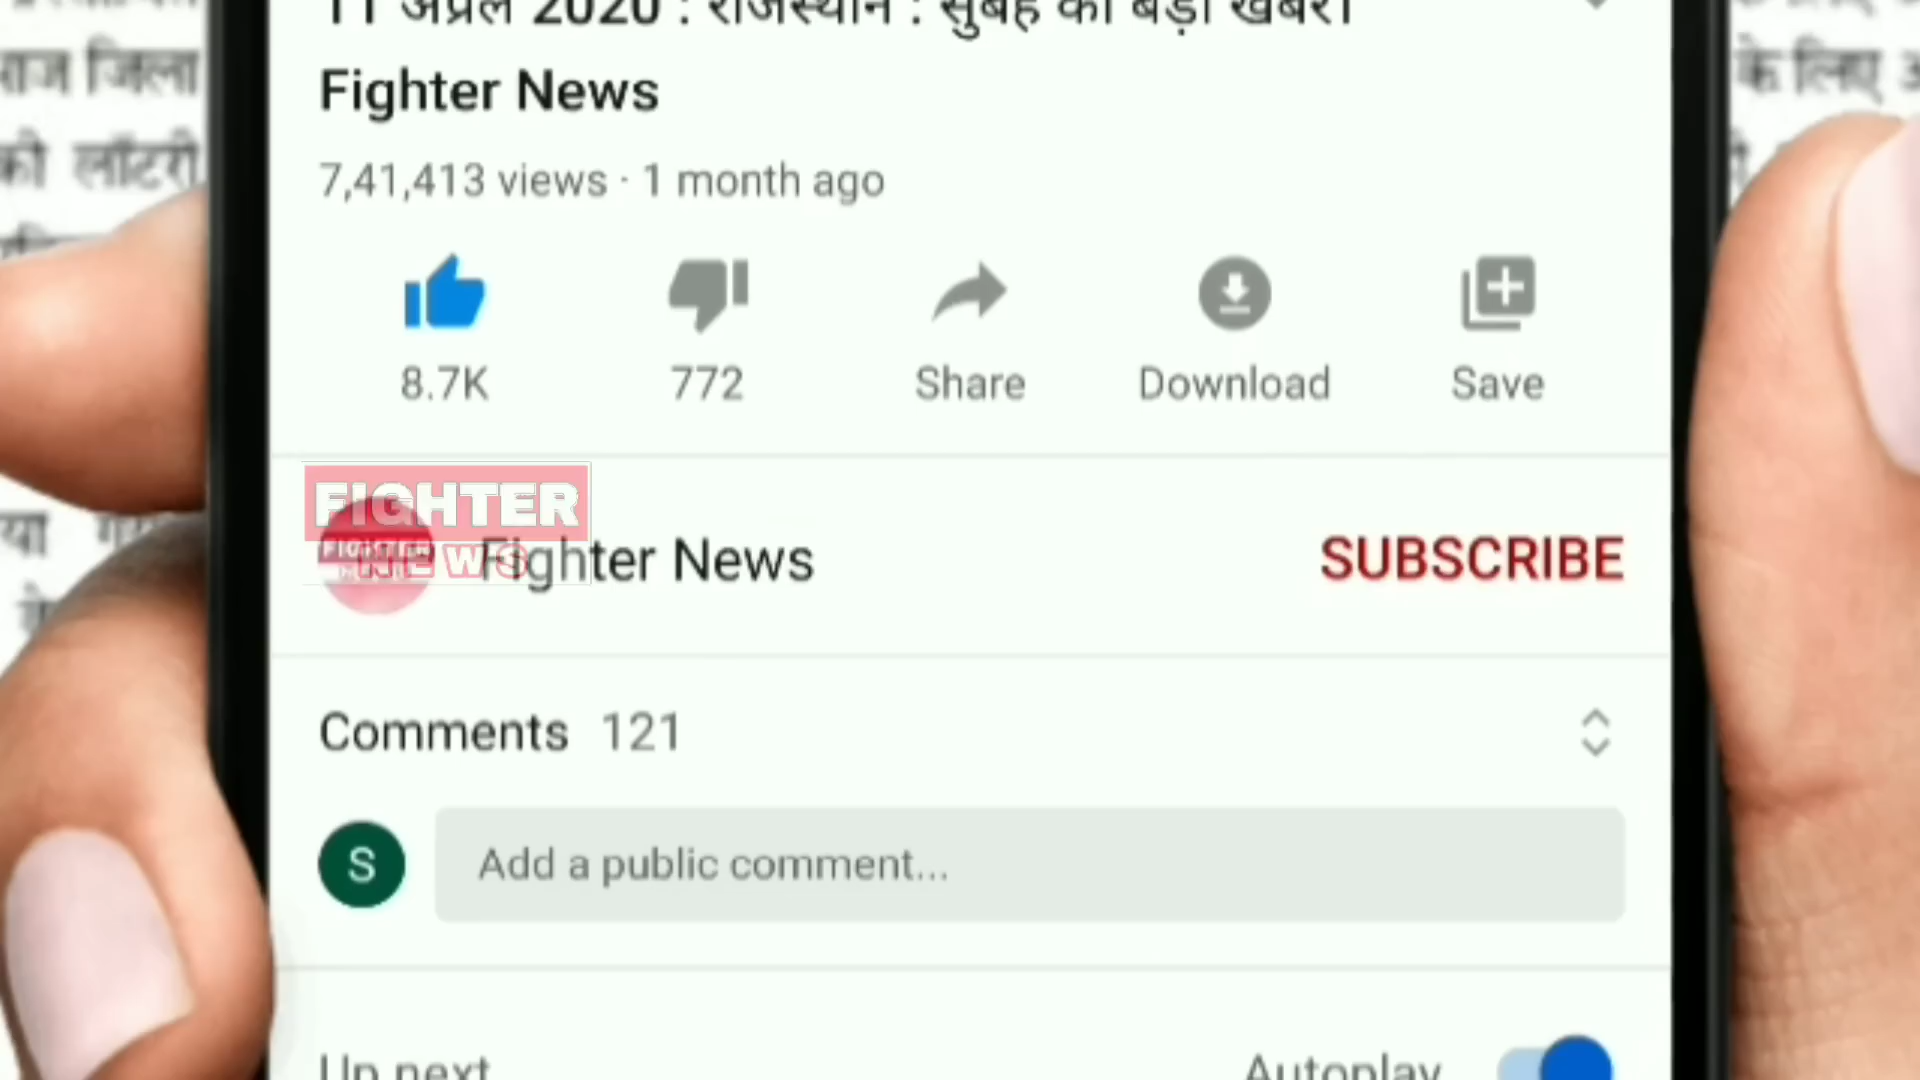 11 अप्रैल 2020 : राजस्थान : सुबह की बड़ी खबरें
Fighter News
7,41,413 views · 1 month ago
8.7K 772 Share Download Save
FIGHTER
NEWS
Fighter News SUBSCRIBE
Comments 121
S Add a public comment...
Up next Autoplay
राज जिला
की लॉटरी
के लिए